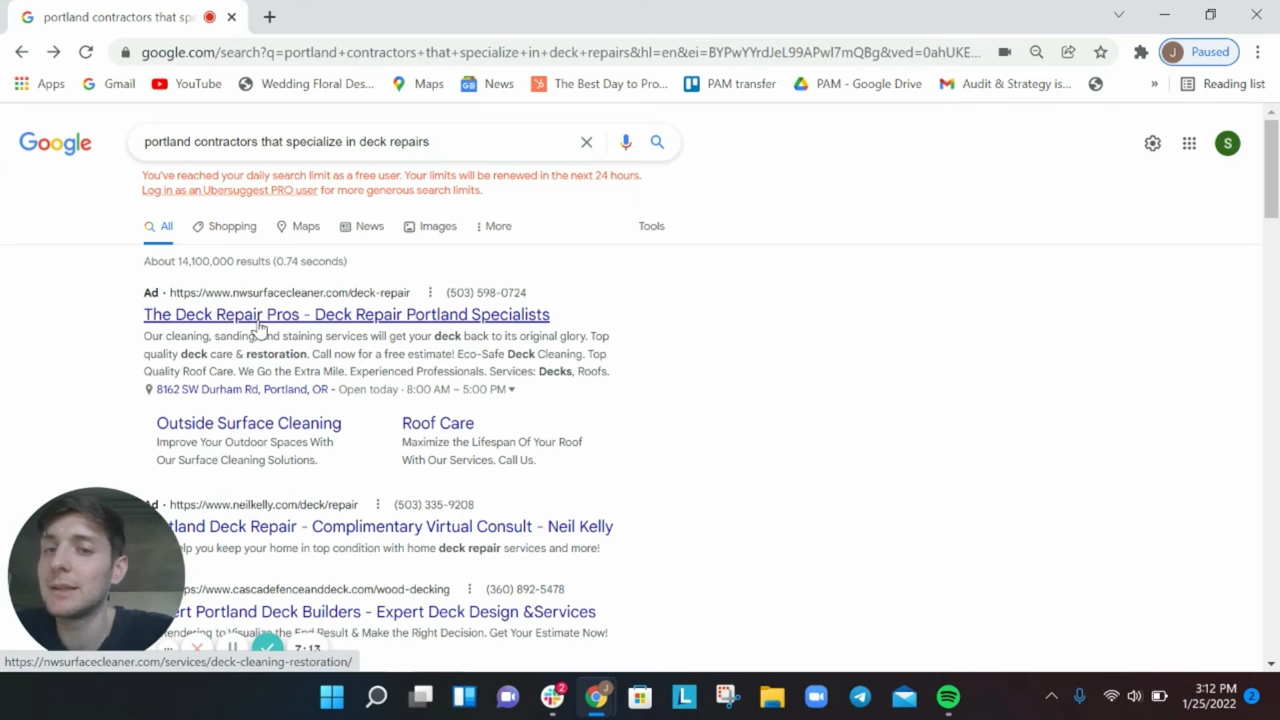 portland contractors that spe
google.com/search?q=portland+contractors+that+specialize+in+deck+repairs&hl=en&ei=BYPwYYrdJeL99APwI7mQBg&ved=0ahUKE...
J Paused
Apps Gmail YouTube Wedding Floral Des... Maps News The Best Day to Pro... PAM transfer PAM - Google Drive Audit & Strategy is... » Reading list
Google portland contractors that specialize in deck repairs S
You've reached your daily search limit as a free user. Your limits will be renewed in the next 24 hours.
Log in as an Ubersuggest PRO user for more generous search limits.
All Shopping Maps News Images More Tools
About 14,100,000 results (0.74 seconds)
Ad · https://www.nwsurfacecleaner.com/deck-repair (503) 598-0724
The Deck Repair Pros - Deck Repair Portland Specialists
Our cleaning, sanding, and staining services will get your deck back to its original glory. Top
quality deck care & restoration. Call now for a free estimate! Eco-Safe Deck Cleaning. Top
Quality Roof Care. We Go the Extra Mile. Experienced Professionals. Services: Decks, Roofs.
8162 SW Durham Rd, Portland, OR - Open today · 8:00 AM – 5:00 PM
Outside Surface Cleaning Roof Care
Improve Your Outdoor Spaces With Maximize the Lifespan Of Your Roof
Our Surface Cleaning Solutions. With Our Services. Call Us.
Ad · https://www.neilkelly.com/deck/repair (503) 335-9208
tland Deck Repair - Complimentary Virtual Consult - Neil Kelly
elp you keep your home in top condition with home deck repair services and more!
ps://www.cascadefenceanddeck.com/wood-decking (360) 892-5478
ert Portland Deck Builders - Expert Deck Design &Services
Rendering to Visualize the End Result & Make the Right Decision. Get Your Estimate Now!
7:13
https://nwsurfacecleaner.com/services/deck-cleaning-restoration/
2 J L
3:12 PM
1/25/2022 2